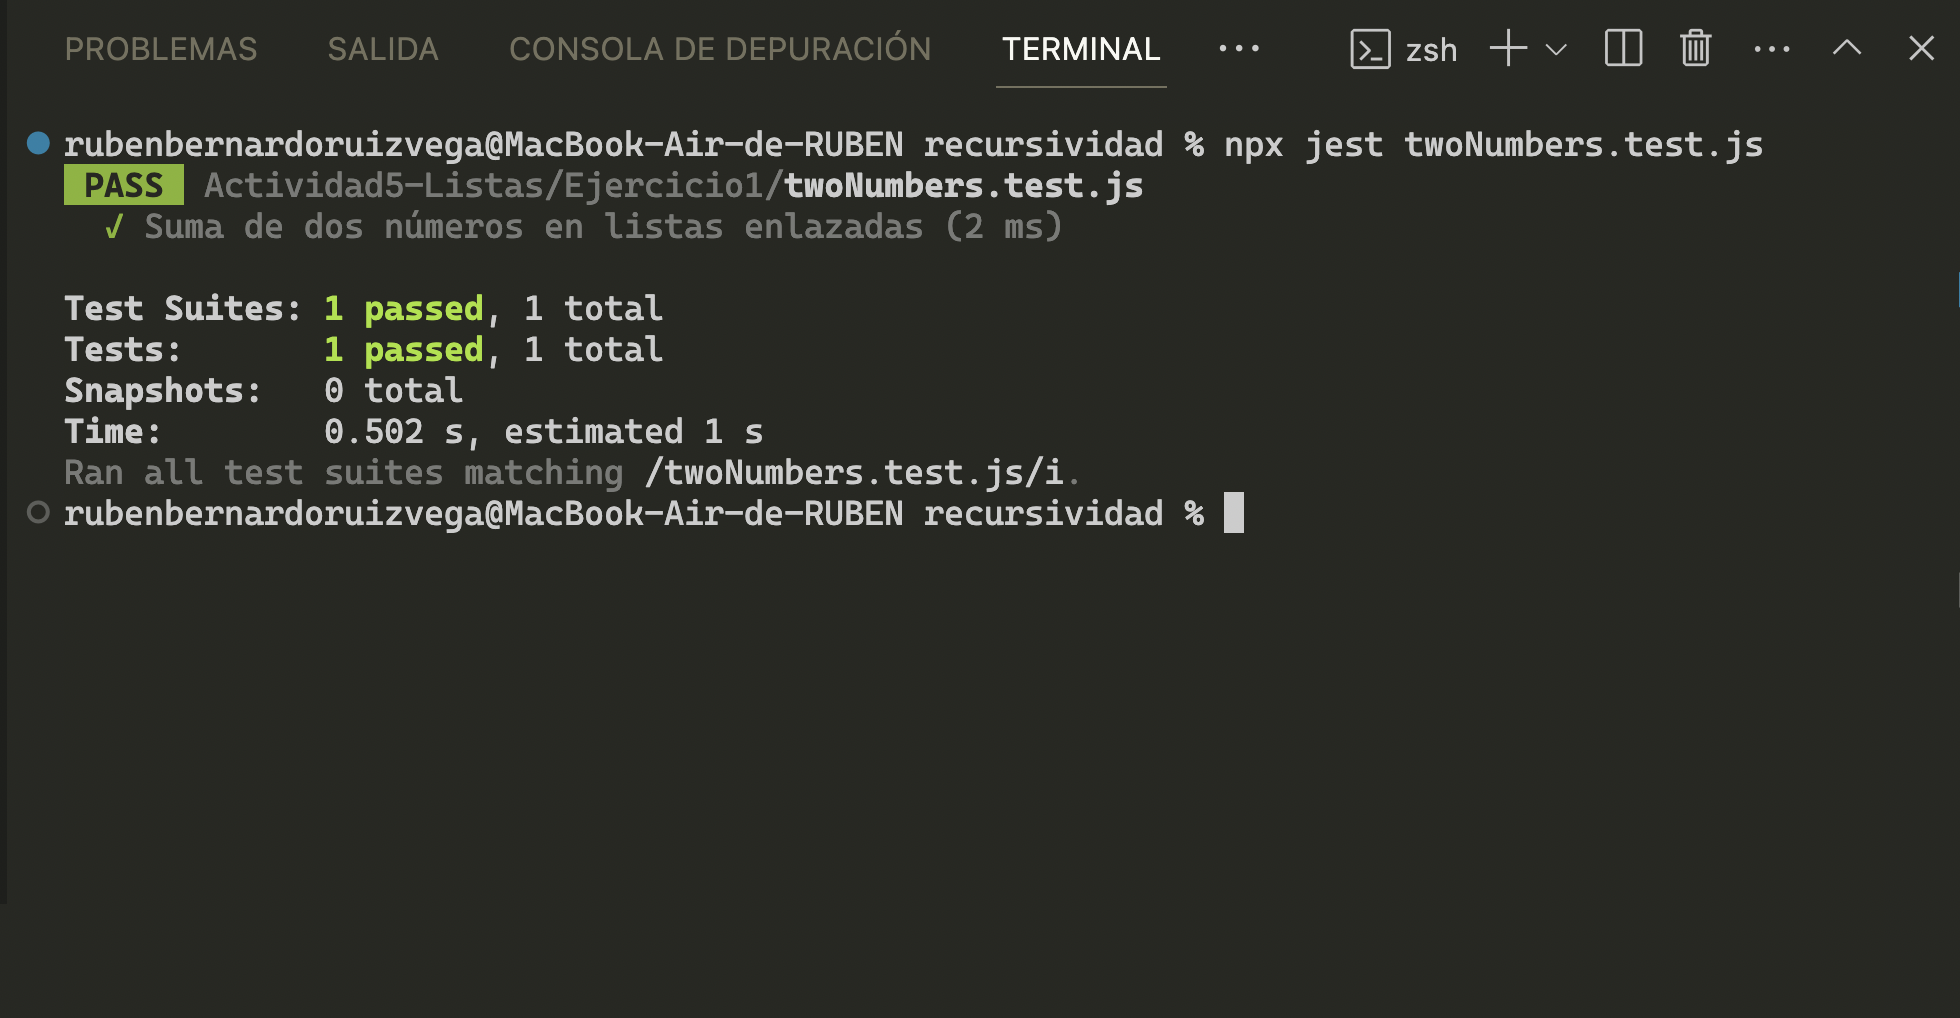 PROBLEMAS SALIDA CONSOLA DE DEPURACIÓN TERMINAL ··· zsh
rubenbernardoruizvega@MacBook-Air-de-RUBEN recursividad % npx jest twoNumbers.test.js
PASS Actividad5-Listas/Ejercicio1/twoNumbers.test.js
✓ Suma de dos números en listas enlazadas (2 ms)
Test Suites: 1 passed, 1 total
Tests: 1 passed, 1 total
Snapshots: 0 total
Time: 0.502 s, estimated 1 s
Ran all test suites matching /twoNumbers.test.js/i.
rubenbernardoruizvega@MacBook-Air-de-RUBEN recursividad %